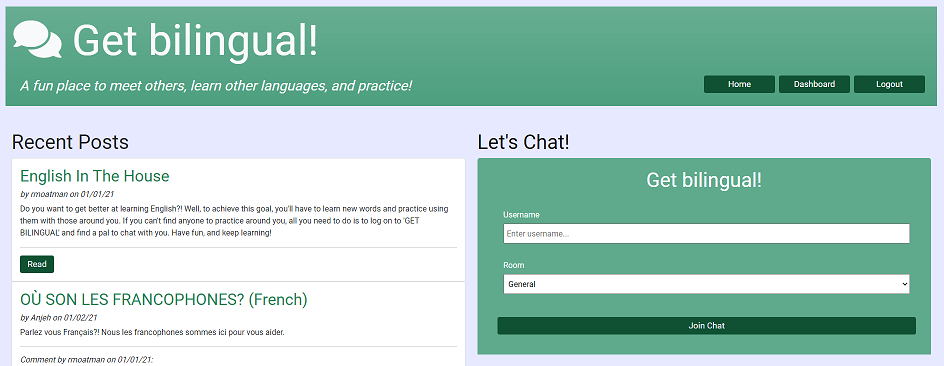 Get bilingual!
A fun place to meet others, learn other languages, and practice!
Home
Dashboard
Logout
Recent Posts
English In The House
by rmoatman on 01/01/21
Do you want to get better at learning English?! Well, to achieve this goal, you'll have to learn new words and practice using
them with those around you. If you can't find anyone to practice around you, all you need to do is to log on to 'GET
BILINGUAL' and find a pal to chat with you. Have fun, and keep learning!
Read
OÙ SON LES FRANCOPHONES? (French)
by Anjeh on 01/02/21
Parlez vous Français?! Nous les francophones sommes ici pour vous aider.
Comment by rmoatman on 01/01/21:
Let's Chat!
Get bilingual!
Username
Enter username...
Room
General
Join Chat